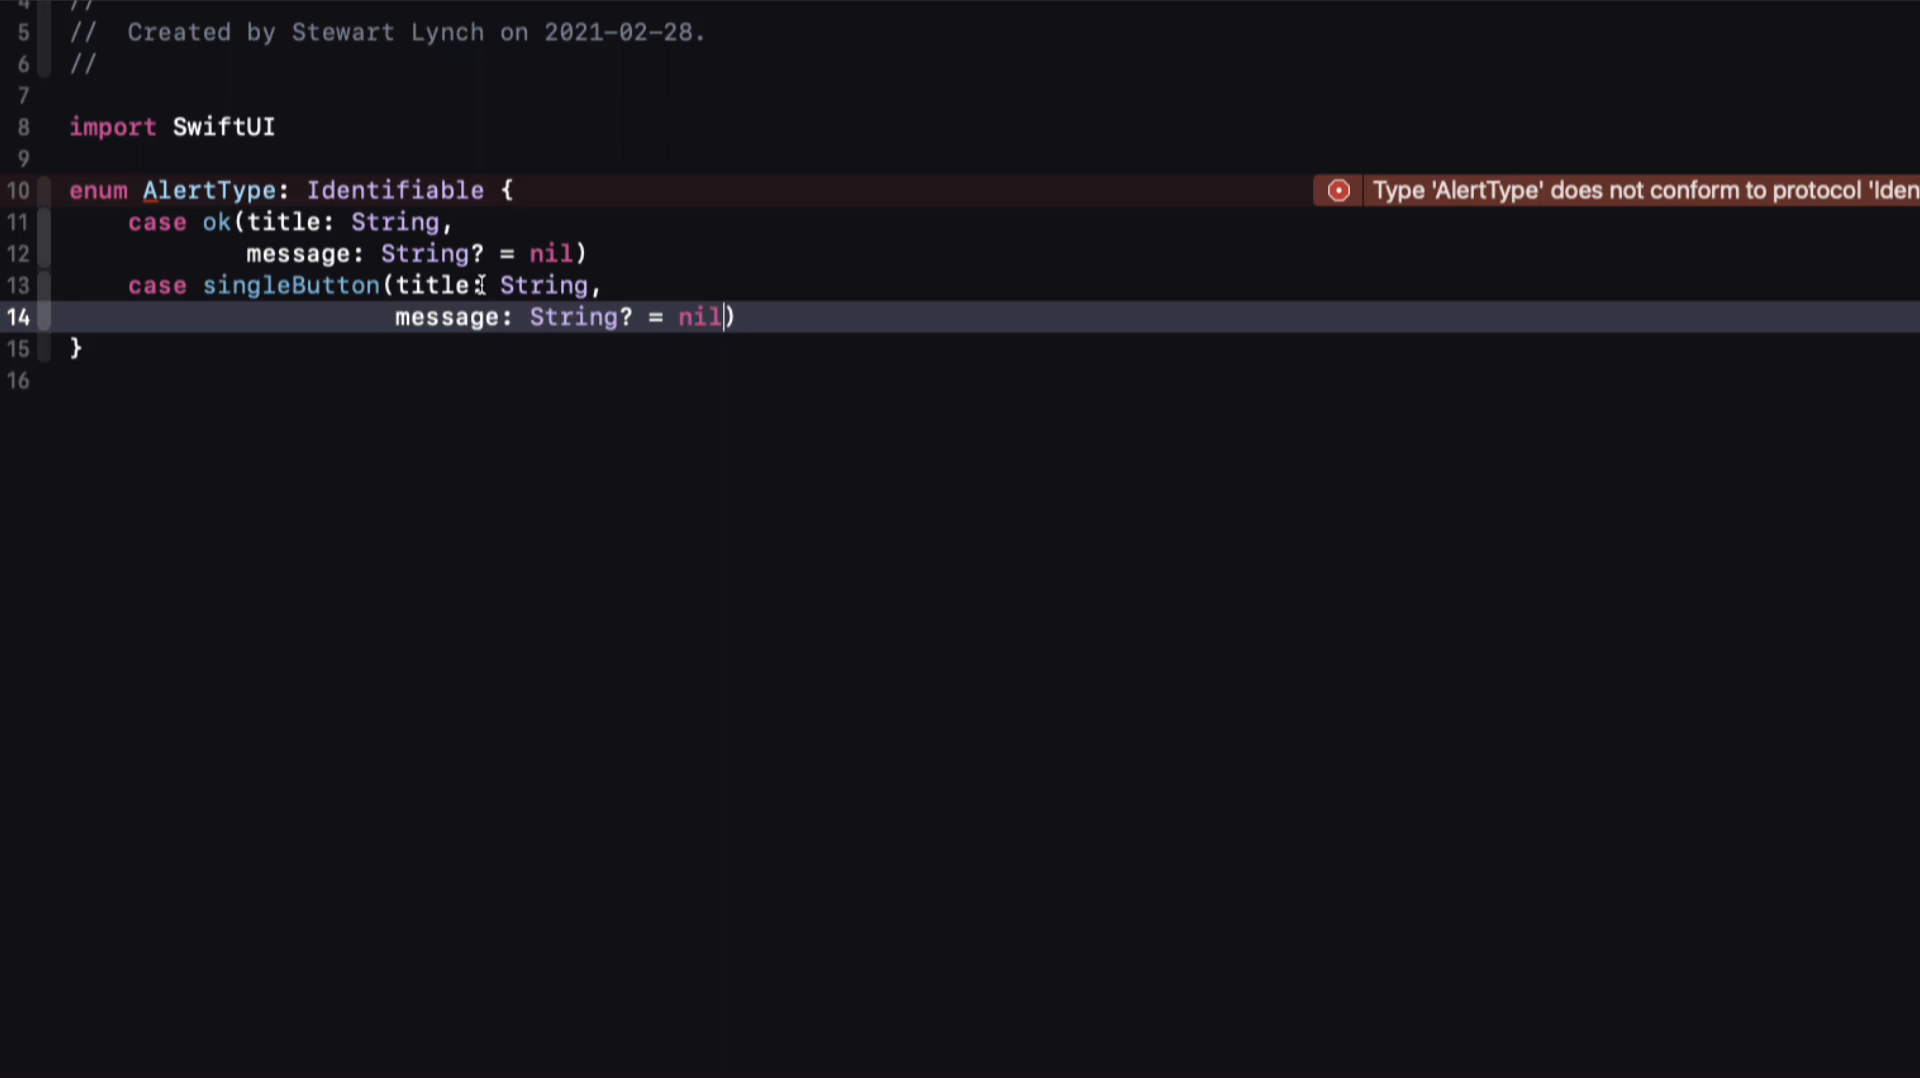 4 //
5 //  Created by Stewart Lynch on 2021-02-28.
6 //
7
8 import SwiftUI
9
10 enum AlertType: Identifiable {
Type 'AlertType' does not conform to protocol 'Iden
11     case ok(title: String,
12             message: String? = nil)
13     case singleButton(title: String,
14                       message: String? = nil)
15 }
16